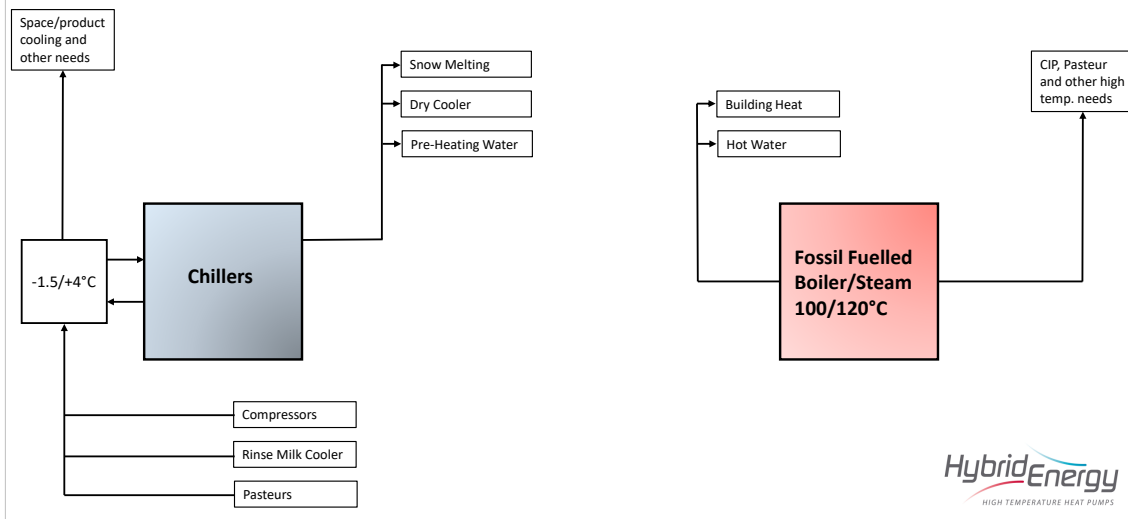 Space/product
cooling and
other needs
Snow Melting
Dry Cooler
Pre-Heating Water
-1.5/+4°C
Chillers
Compressors
Rinse Milk Cooler
Pasteurs
Building Heat
Hot Water
CIP, Pasteur
and other high
temp. needs
Fossil Fuelled
Boiler/Steam
100/120°C
HybridEnergy
HIGH TEMPERATURE HEAT PUMPS